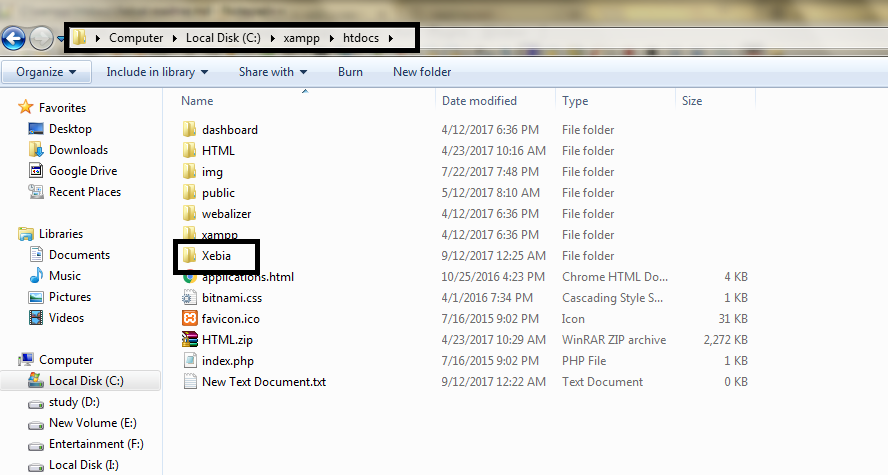 Computer Local Disk (C:) xampp htdocs
Organize Include in library Share with Burn New folder
Favorites
Desktop
Downloads
Google Drive
Recent Places
Libraries
Documents
Music
Pictures
Videos
Computer
Local Disk (C:)
study (D:)
New Volume (E:)
Entertainment (F:)
Local Disk (I:)
Name Date modified Type Size
dashboard 4/12/2017 6:36 PM File folder
HTML 4/23/2017 10:16 AM File folder
img 7/22/2017 7:48 PM File folder
public 5/12/2017 8:10 AM File folder
webalizer 4/12/2017 6:36 PM File folder
xampp 4/12/2017 6:36 PM File folder
Xebia 9/12/2017 12:25 AM File folder
applications.html 10/25/2016 4:23 PM Chrome HTML Do... 4 KB
bitnami.css 4/1/2016 7:34 PM Cascading Style S... 1 KB
favicon.ico 7/16/2015 9:02 PM Icon 31 KB
HTML.zip 4/23/2017 10:29 AM WinRAR ZIP archive 2,272 KB
index.php 7/16/2015 9:02 PM PHP File 1 KB
New Text Document.txt 9/12/2017 12:22 AM Text Document 0 KB